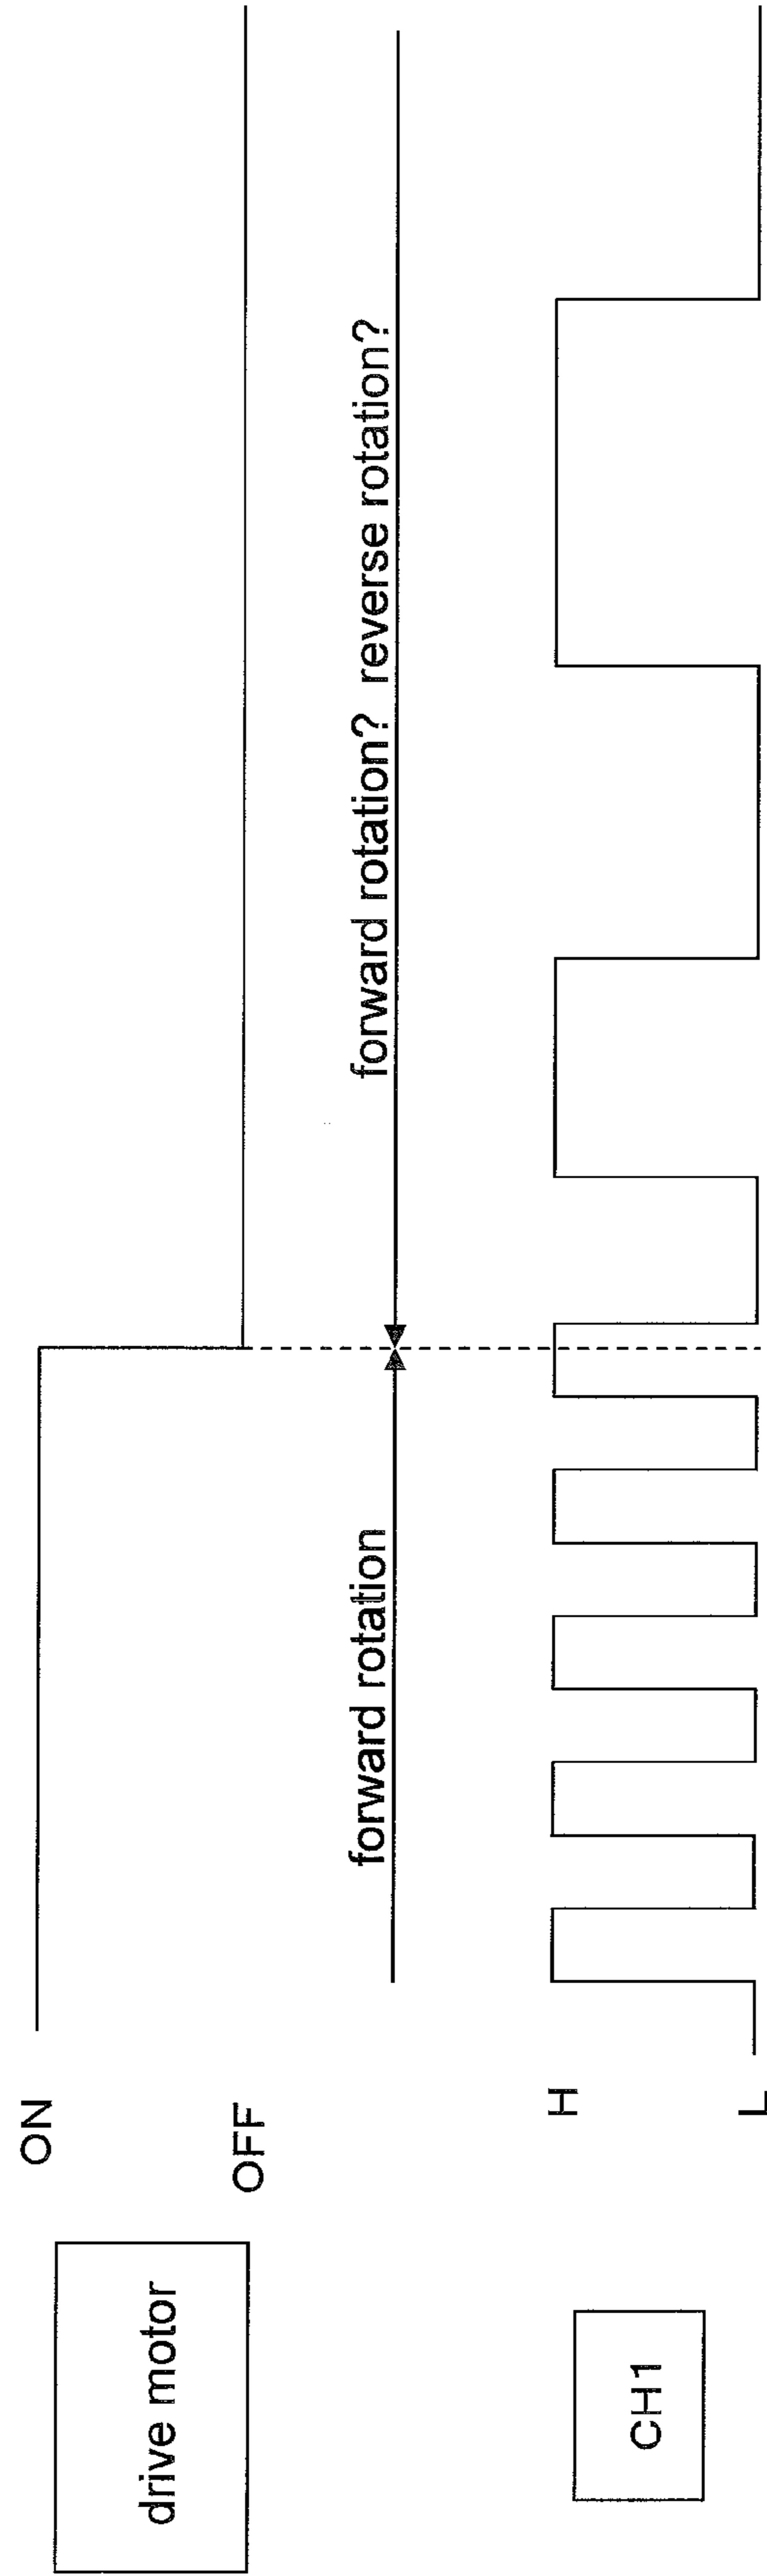 drive motor
ON
OFF
forward rotation
forward rotation? reverse rotation?
CH1
H
L